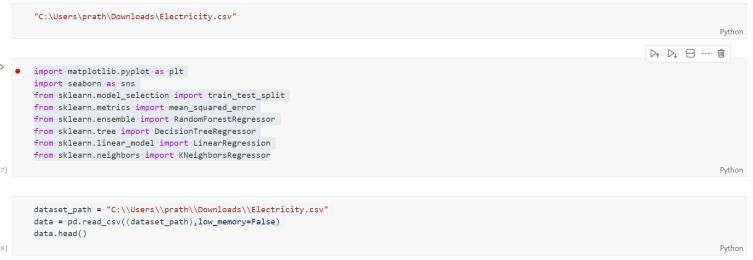 "C:\Users\prath\Downloads\Electricity.csv"
Python
import matplotlib.pyplot as plt
import seaborn as sns
from sklearn.model_selection import train_test_split
from sklearn.metrics import mean_squared_error
from sklearn.ensemble import RandomForestRegressor
from sklearn.tree import DecisionTreeRegressor
from sklearn.linear_model import LinearRegression
from sklearn.neighbors import KNeighborsRegressor
7]
Python
dataset_path = "C:\\Users\\prath\\Downloads\\Electricity.csv"
data = pd.read_csv((dataset_path),low_memory=False)
data.head()
8]
Python